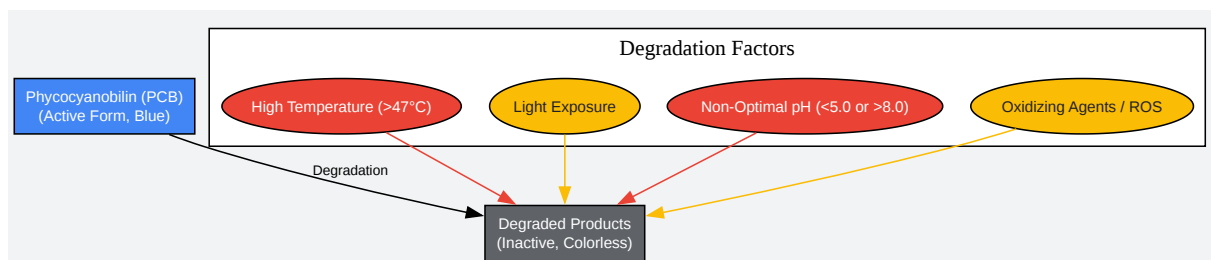 Degradation Factors
Phycocyanobilin (PCB)
(Active Form, Blue)
High Temperature (>47°C)
Light Exposure
Non-Optimal pH (<5.0 or >8.0)
Oxidizing Agents / ROS
Degradation
Degraded Products
(Inactive, Colorless)